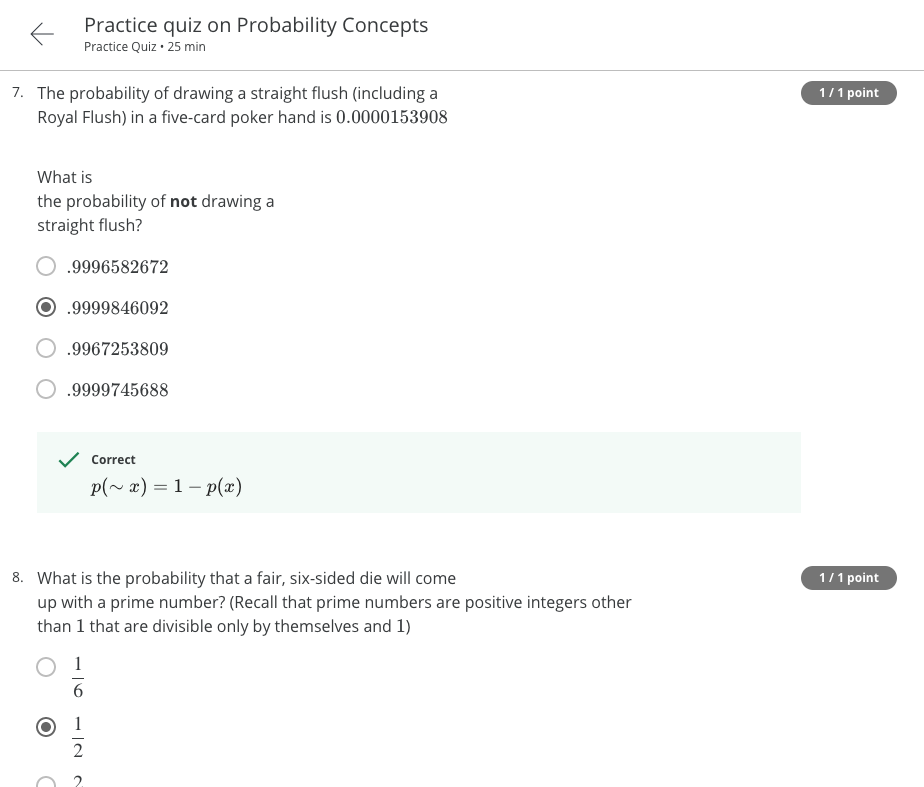 Practice quiz on Probability Concepts
Practice Quiz • 25 min
7. The probability of drawing a straight flush (including a
1 / 1 point
Royal Flush) in a five-card poker hand is 0.0000153908
What is
the probability of not drawing a
straight flush?
.9996582672
.9999846092
.9967253809
.9999745688
Correct
p(∼ x) = 1 − p(x)
8. What is the probability that a fair, six-sided die will come
1 / 1 point
up with a prime number? (Recall that prime numbers are positive integers other
than 1 that are divisible only by themselves and 1)
1
6
1
2
2